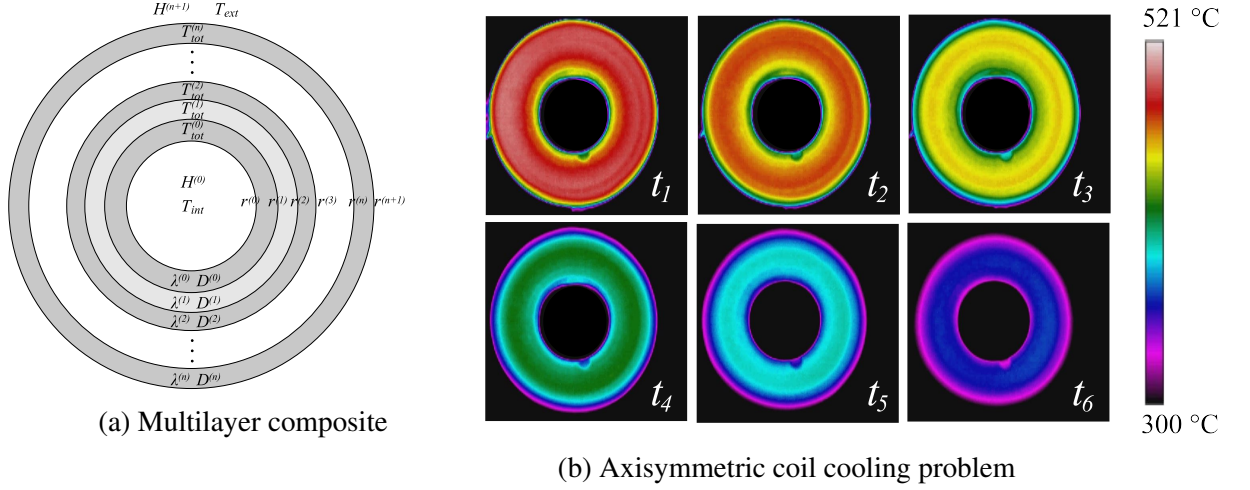 H^(n+1) T_ext
T_tot^(n)
T_tot^(2)
T_tot^(1)
T_tot^(0)
H^(0)
T_int
r^(0) r^(1) r^(2) r^(3) r^(n) r^(n+1)
λ^(0) D^(0)
λ^(1) D^(1)
λ^(2) D^(2)
λ^(n) D^(n)
(a) Multilayer composite
t_1 t_2 t_3
t_4 t_5 t_6
521 °C
300 °C
(b) Axisymmetric coil cooling problem